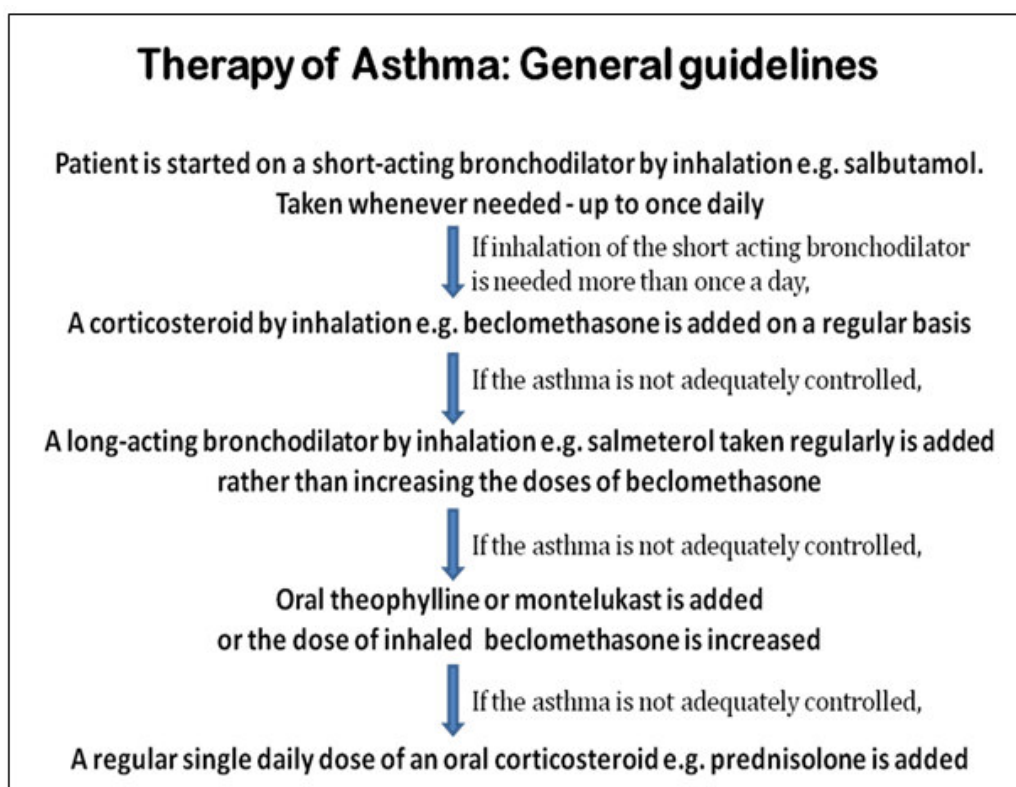 Therapy of Asthma: General guidelines
Patient is started on a short-acting bronchodilator by inhalation e.g. salbutamol.
Taken whenever needed - up to once daily
If inhalation of the short acting bronchodilator
is needed more than once a day,
A corticosteroid by inhalation e.g. beclomethasone is added on a regular basis
If the asthma is not adequately controlled,
A long-acting bronchodilator by inhalation e.g. salmeterol taken regularly is added
rather than increasing the doses of beclomethasone
If the asthma is not adequately controlled,
Oral theophylline or montelukast is added
or the dose of inhaled beclomethasone is increased
If the asthma is not adequately controlled,
A regular single daily dose of an oral corticosteroid e.g. prednisolone is added